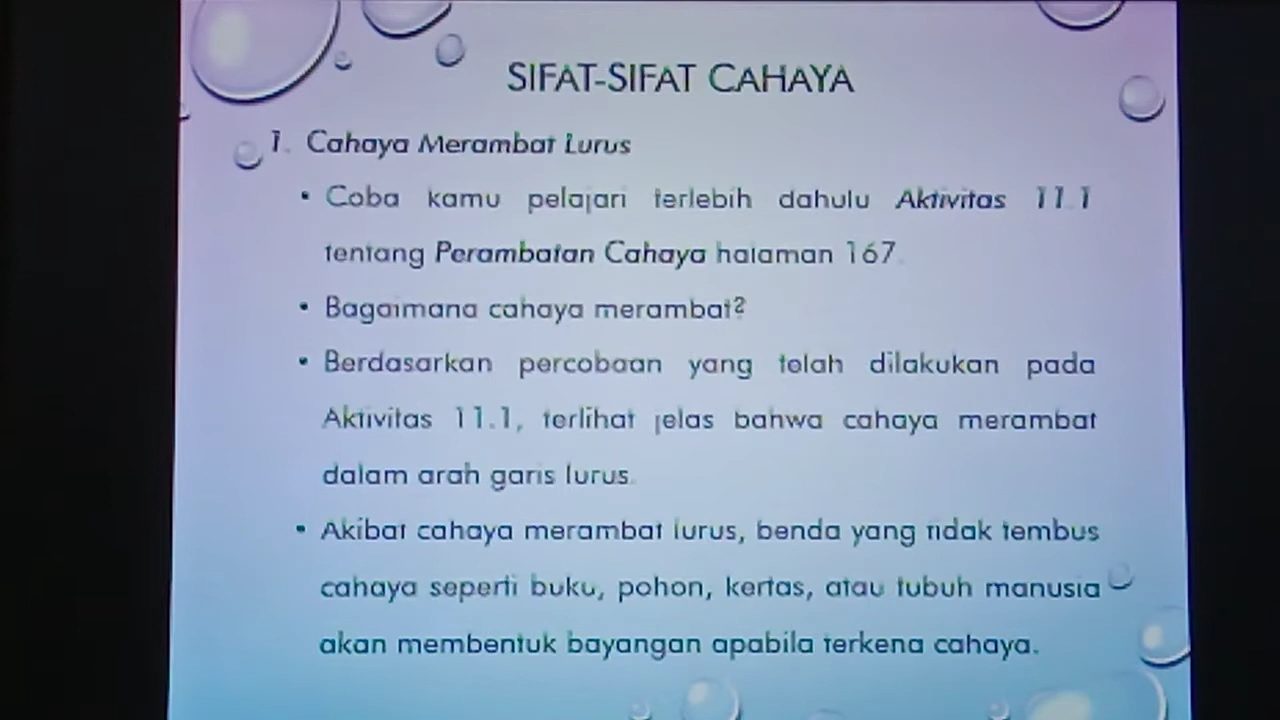 SIFAT-SIFAT CAHAYA
1. Cahaya Merambat Lurus
• Coba kamu pelajari terlebih dahulu Aktivitas 11.1
tentang Perambatan Cahaya halaman 167.
• Bagaimana cahaya merambat?
• Berdasarkan percobaan yang telah dilakukan pada
Aktivitas 11.1, terlihat jelas bahwa cahaya merambat
dalam arah garis lurus.
• Akibat cahaya merambat lurus, benda yang tidak tembus
cahaya seperti buku, pohon, kertas, atau tubuh manusia
akan membentuk bayangan apabila terkena cahaya.